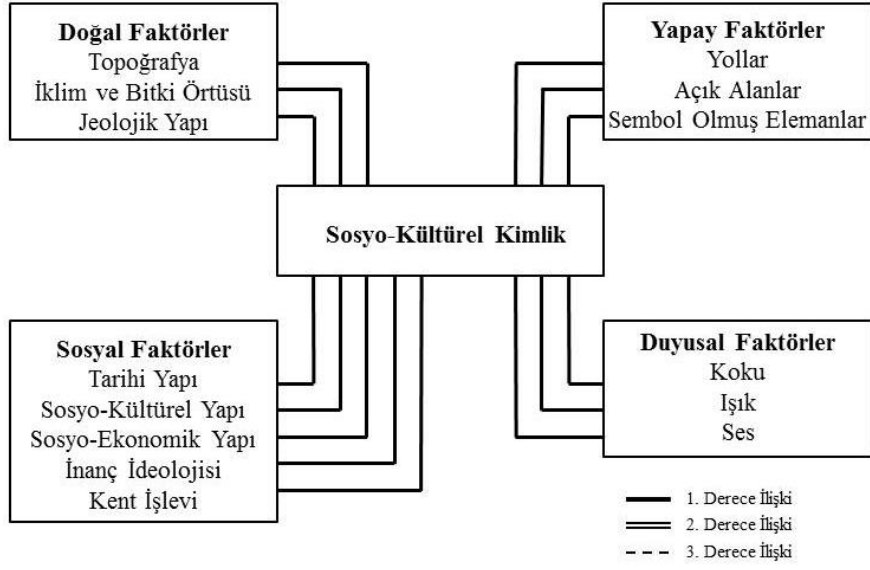 Doğal Faktörler
Topoğrafya
İklim ve Bitki Örtüsü
Jeolojik Yapı
Yapay Faktörler
Yollar
Açık Alanlar
Sembol Olmuş Elemanlar
Sosyo-Kültürel Kimlik
Sosyal Faktörler
Tarihi Yapı
Sosyo-Kültürel Yapı
Sosyo-Ekonomik Yapı
İnanç İdeolojisi
Kent İşlevi
Duyusal Faktörler
Koku
Işık
Ses
1. Derece İlişki
2. Derece İlişki
3. Derece İlişki